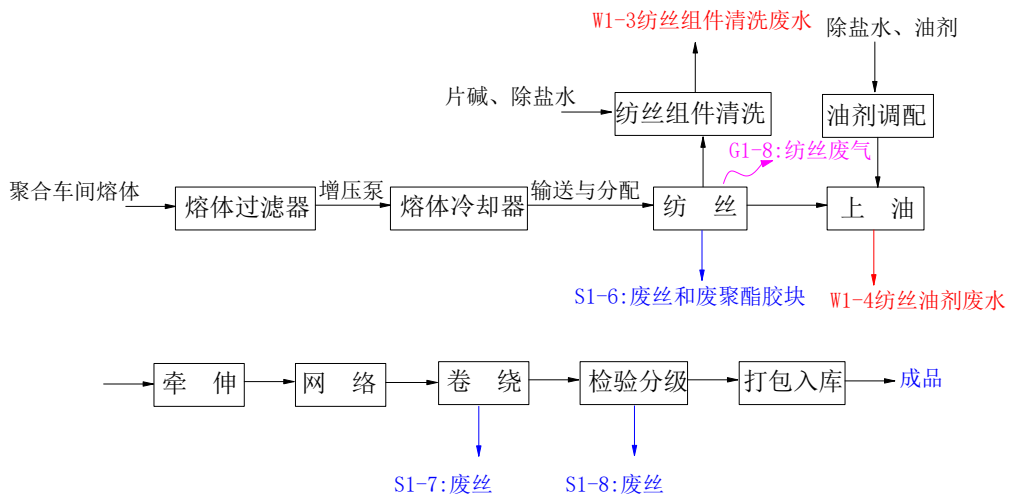 W1-3纺丝组件清洗废水
除盐水、油剂
片碱、除盐水
纺丝组件清洗
油剂调配
G1-8:纺丝废气
聚合车间熔体
熔体过滤器
增压泵
熔体冷却器
输送与分配
纺 丝
上 油
S1-6:废丝和废聚酯胶块
W1-4纺丝油剂废水
牵 伸
网 络
卷 绕
检验分级
打包入库
成品
S1-7:废丝
S1-8:废丝